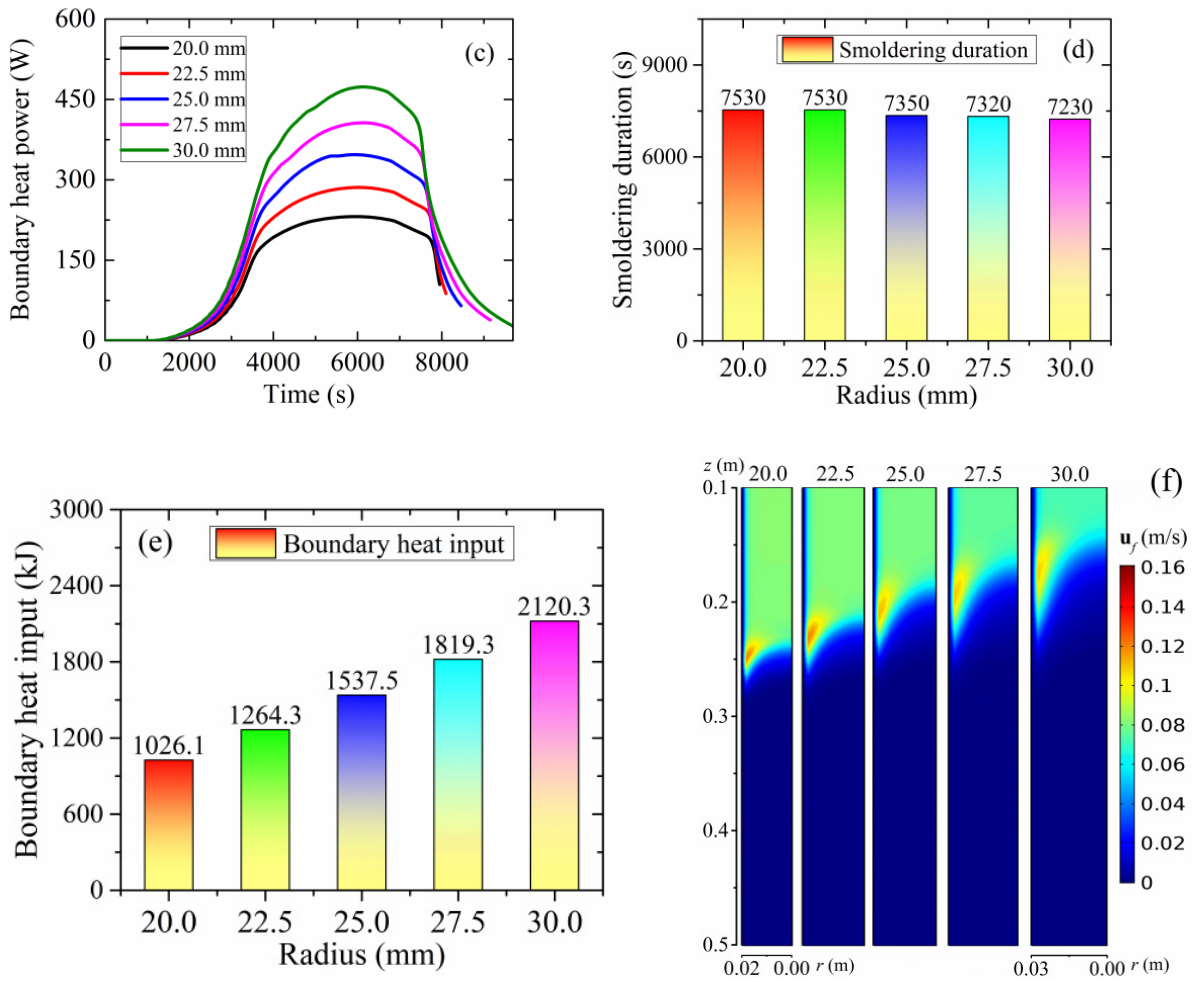 (c)
Boundary heat power (W)
600
450
300
150
0
20.0 mm
22.5 mm
25.0 mm
27.5 mm
30.0 mm
0 2000 4000 6000 8000
Time (s)
(d)
Smoldering duration (s)
Smoldering duration
9000
6000
3000
0
7530 7530 7350 7320 7230
20.0 22.5 25.0 27.5 30.0
Radius (mm)
(e)
Boundary heat input (kJ)
Boundary heat input
3000
2400
1800
1200
600
0
1026.1 1264.3 1537.5 1819.3 2120.3
20.0 22.5 25.0 27.5 30.0
Radius (mm)
(f)
z (m) 20.0 22.5 25.0 27.5 30.0
0.1
0.2
0.3
0.4
0.5
u_f (m/s)
0.16
0.14
0.12
0.1
0.08
0.06
0.04
0.02
0
0.02 0.00 r (m) 0.03 0.00 r (m)